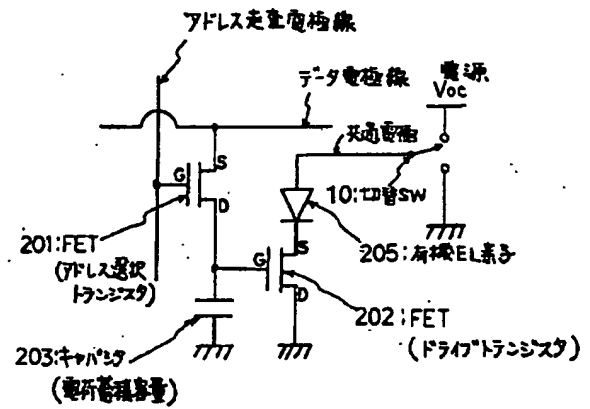 アドレス走査電極線
データ電極線
電源
Voc
共通電極
S
G
D
10:切替SW
201:FET
(アドレス選択
トランジスタ)
205:有機EL素子
S
G
D
202:FET
(ドライブトランジスタ)
203:キャパシタ
(電荷蓄積容量)